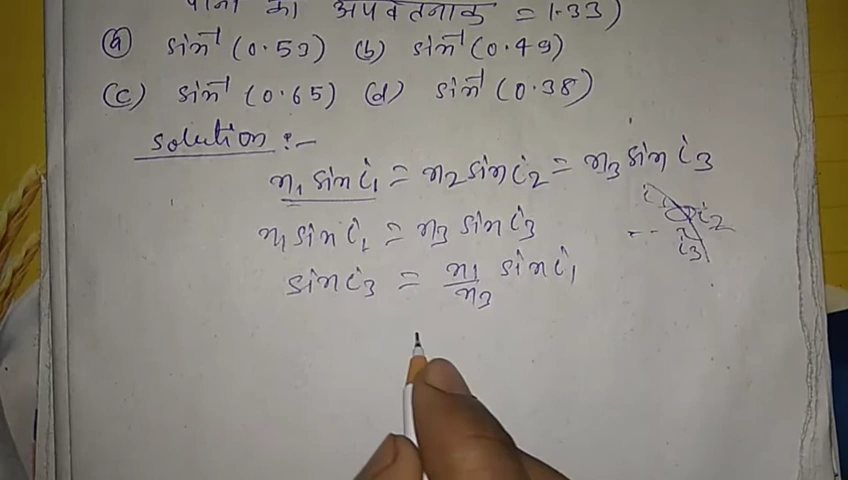 पानी का अपवर्तनांक = 1.33)
(a) sin⁻¹(0.53) (b) sin⁻¹(0.49)
(c) sin⁻¹(0.65) (d) sin⁻¹(0.38)
solution :-
n₁ sin i₁ = n₂ sin i₂ = n₃ sin i₃
n₁ sin i₁ = n₃ sin i₃
sin i₃ = n₁/n₃ sin i₁